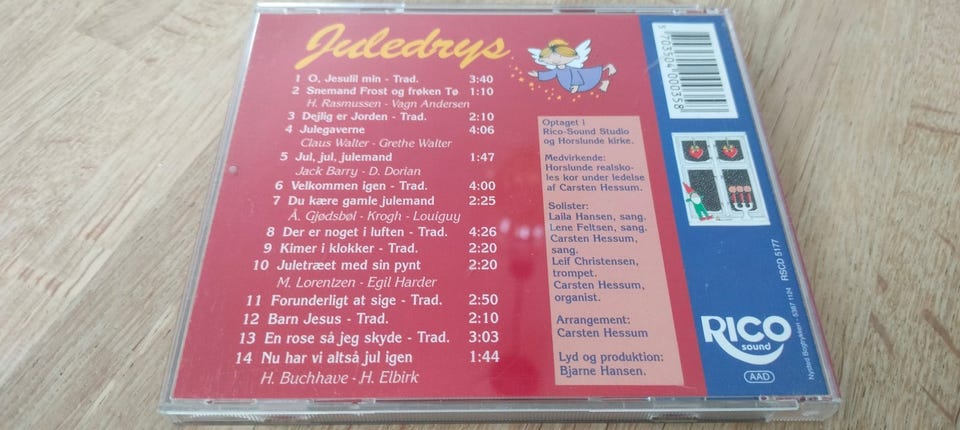 Juledrys
1 O, Jesulil min - Trad. 3:40
2 Snemand Frost og frøken Tø 1:10
H. Rasmussen - Vagn Andersen
3 Dejlig er Jorden - Trad. 2:10
4 Julegaverne 4:06
Claus Walter - Grethe Walter
5 Jul, jul, julemand 1:47
Jack Barry - D. Dorian
6 Velkommen igen - Trad. 4:00
7 Du kære gamle julemand 2:25
Å. Gjødsbøl - Krogh - Louiguy
8 Der er noget i luften - Trad. 4:26
9 Kimer i klokker - Trad. 2:20
10 Juletræet med sin pynt 2:20
M. Lorentzen - Egil Harder
11 Forunderligt at sige - Trad. 2:50
12 Barn Jesus - Trad. 2:10
13 En rose så jeg skyde - Trad. 3:03
14 Nu har vi altså jul igen 1:44
H. Buchhave - H. Elbirk
Optaget i
Rico-Sound Studio
og Horslunde kirke.
Medvirkende:
Horslunde realsko-
les kor under ledelse
af Carsten Hessum.
Solister:
Laila Hansen, sang.
Lene Feltsen, sang.
Carsten Hessum,
sang.
Leif Christensen,
trompet.
Carsten Hessum,
organist.
Arrangement:
Carsten Hessum
Lyd og produktion:
Bjarne Hansen.
5 703504 000358
RICO
sound
AAD
Nysted Bogtrykkeri - 5387 1124
RSCD 5177